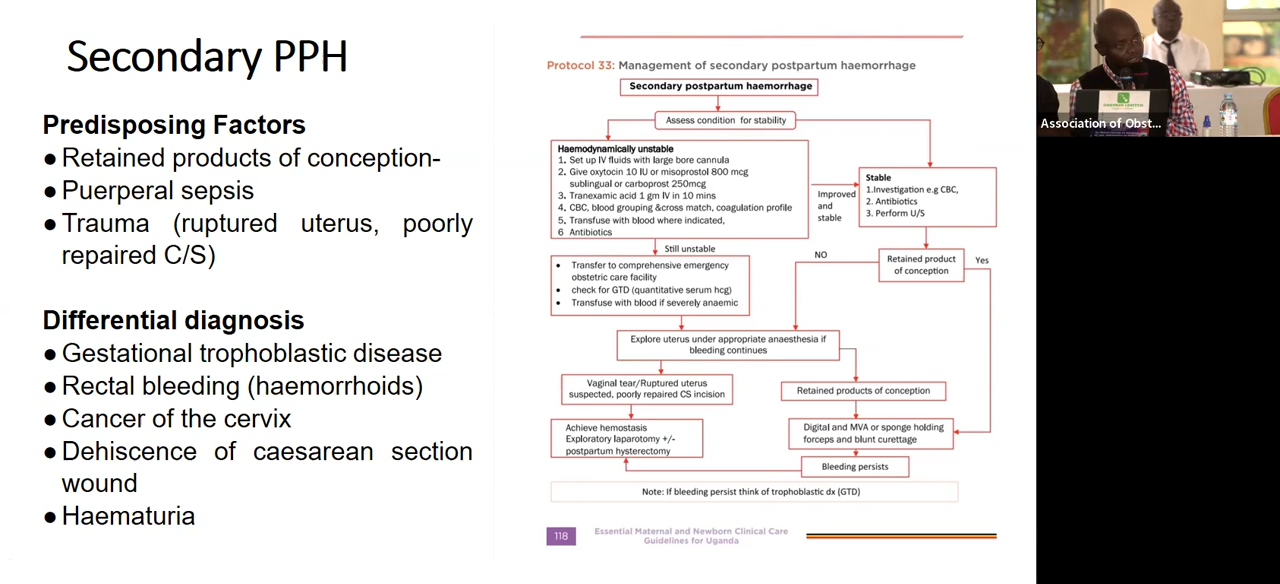 Secondary PPH
Predisposing Factors
● Retained products of conception-
● Puerperal sepsis
● Trauma (ruptured uterus, poorly
repaired C/S)
Differential diagnosis
● Gestational trophoblastic disease
● Rectal bleeding (haemorrhoids)
● Cancer of the cervix
● Dehiscence of caesarean section
wound
● Haematuria
Protocol 33: Management of secondary postpartum haemorrhage
Secondary postpartum haemorrhage
Assess condition for stability
Haemodynamically unstable
1. Set up IV fluids with large bore cannula
2. Give oxytocin 10 IU or misoprostol 800 mcg
sublingual or carboprost 250mcg
3. Tranexamic acid 1 gm IV in 10 mins
4. CBC, blood grouping &cross match, coagulation profile
5. Transfuse with blood where indicated,
6 Antibiotics
Improved
and
stable
Stable
1.Investigation e.g CBC,
2. Antibiotics
3. Perform U/S
Still unstable
• Transfer to comprehensive emergency
obstetric care facility
• check for GTD (quantitative serum hcg)
• Transfuse with blood if severely anaemic
NO
Retained product
of conception
Yes
Explore uterus under appropriate anaesthesia if
bleeding continues
Vaginal tear/Ruptured uterus
suspected, poorly repaired CS incision
Retained products of conception
Achieve hemostasis
Exploratory laparotomy +/-
postpartum hysterectomy
Digital and MVA or sponge holding
forceps and blunt curettage
Bleeding persists
Note: If bleeding persist think of trophoblastic dx (GTD)
118
Essential Maternal and Newborn Clinical Care
Guidelines for Uganda
Association of Obst...